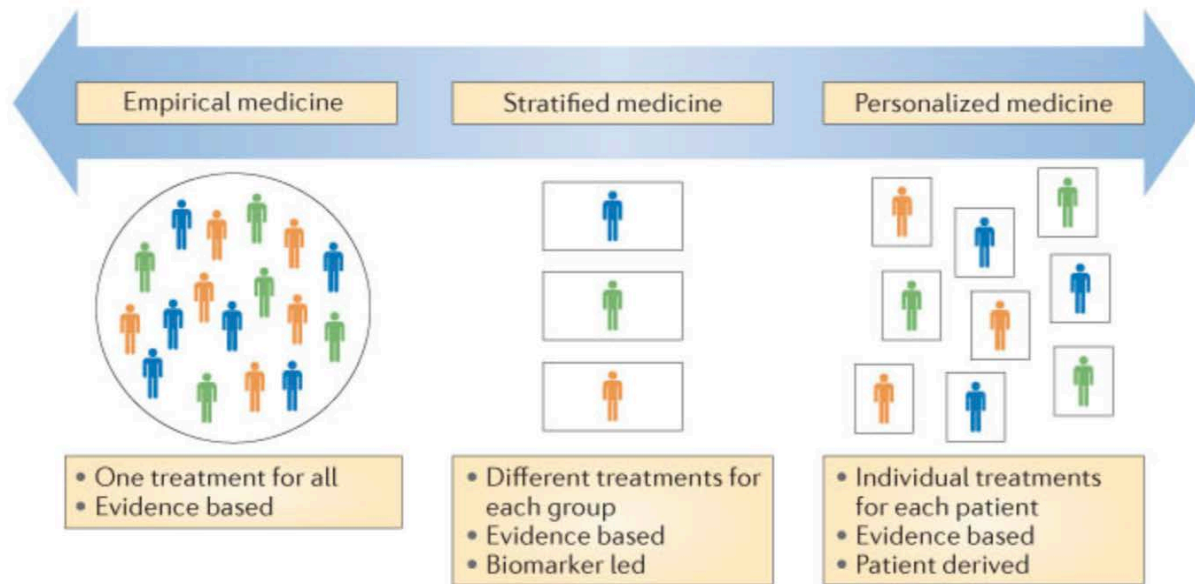 Empirical medicine
Stratified medicine
Personalized medicine
• One treatment for all
• Evidence based
• Different treatments for
each group
• Evidence based
• Biomarker led
• Individual treatments
for each patient
• Evidence based
• Patient derived